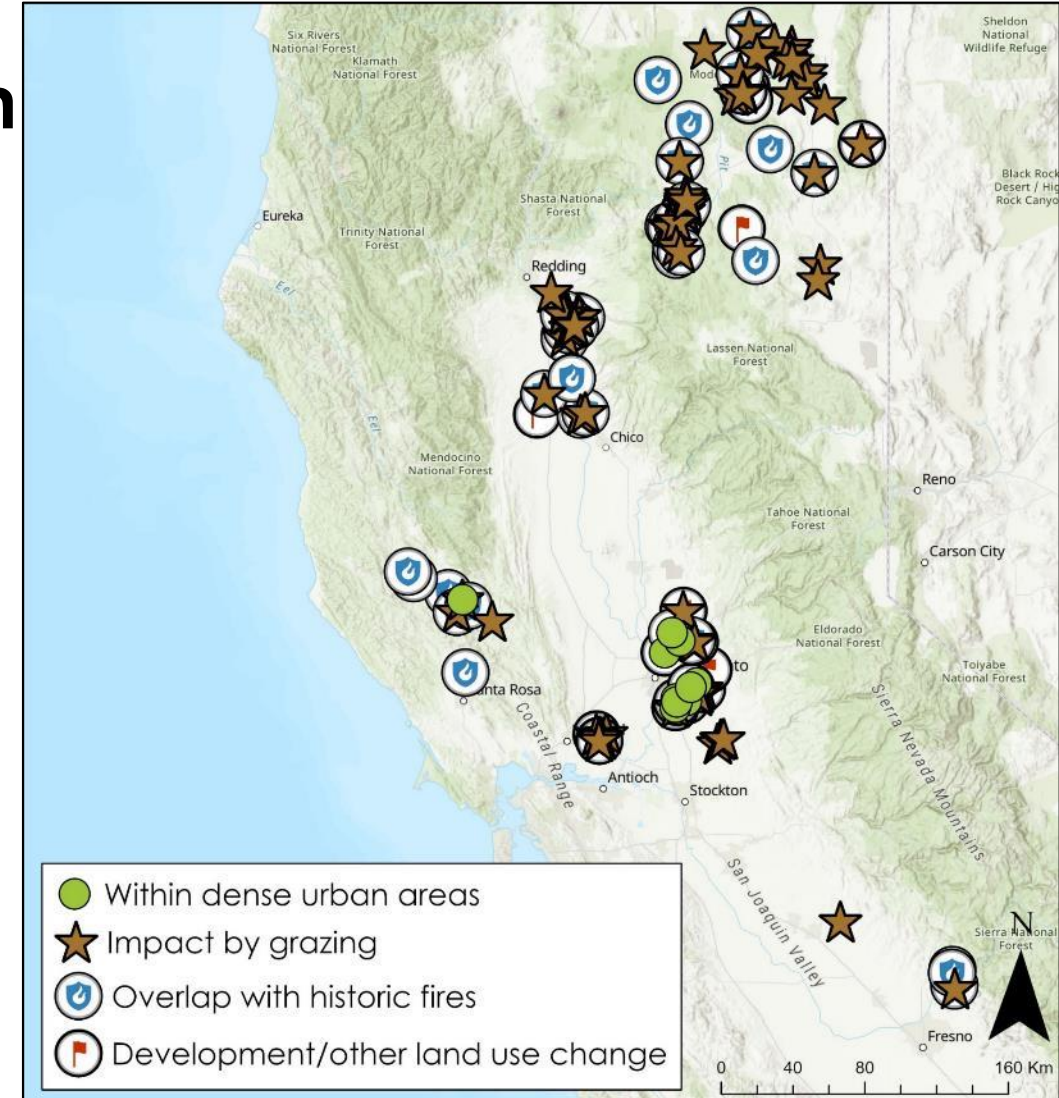 n
Six Rivers
National Forest
Klamath
National Forest
Sheldon
National
Wildlife Refuge
Mod
Pit
Black Rock
Desert / Hig
Rock Canyo
Shasta National
Forest
Eureka
Trinity National
Forest
Redding
Eel
Lassen National
Forest
Eel
Chico
Mendocino
National Forest
Reno
Tahoe National
Forest
Carson City
Eldorado
National Forest
to
Toiyabe
National Forest
nta Rosa
Coastal Range
Sierra Nevada Mountains
Antioch
Stockton
San Joaquin Valley
N
Sierra National
Forest
Fresno
Within dense urban areas
Impact by grazing
Overlap with historic fires
Development/other land use change
0 40 80 160 Km